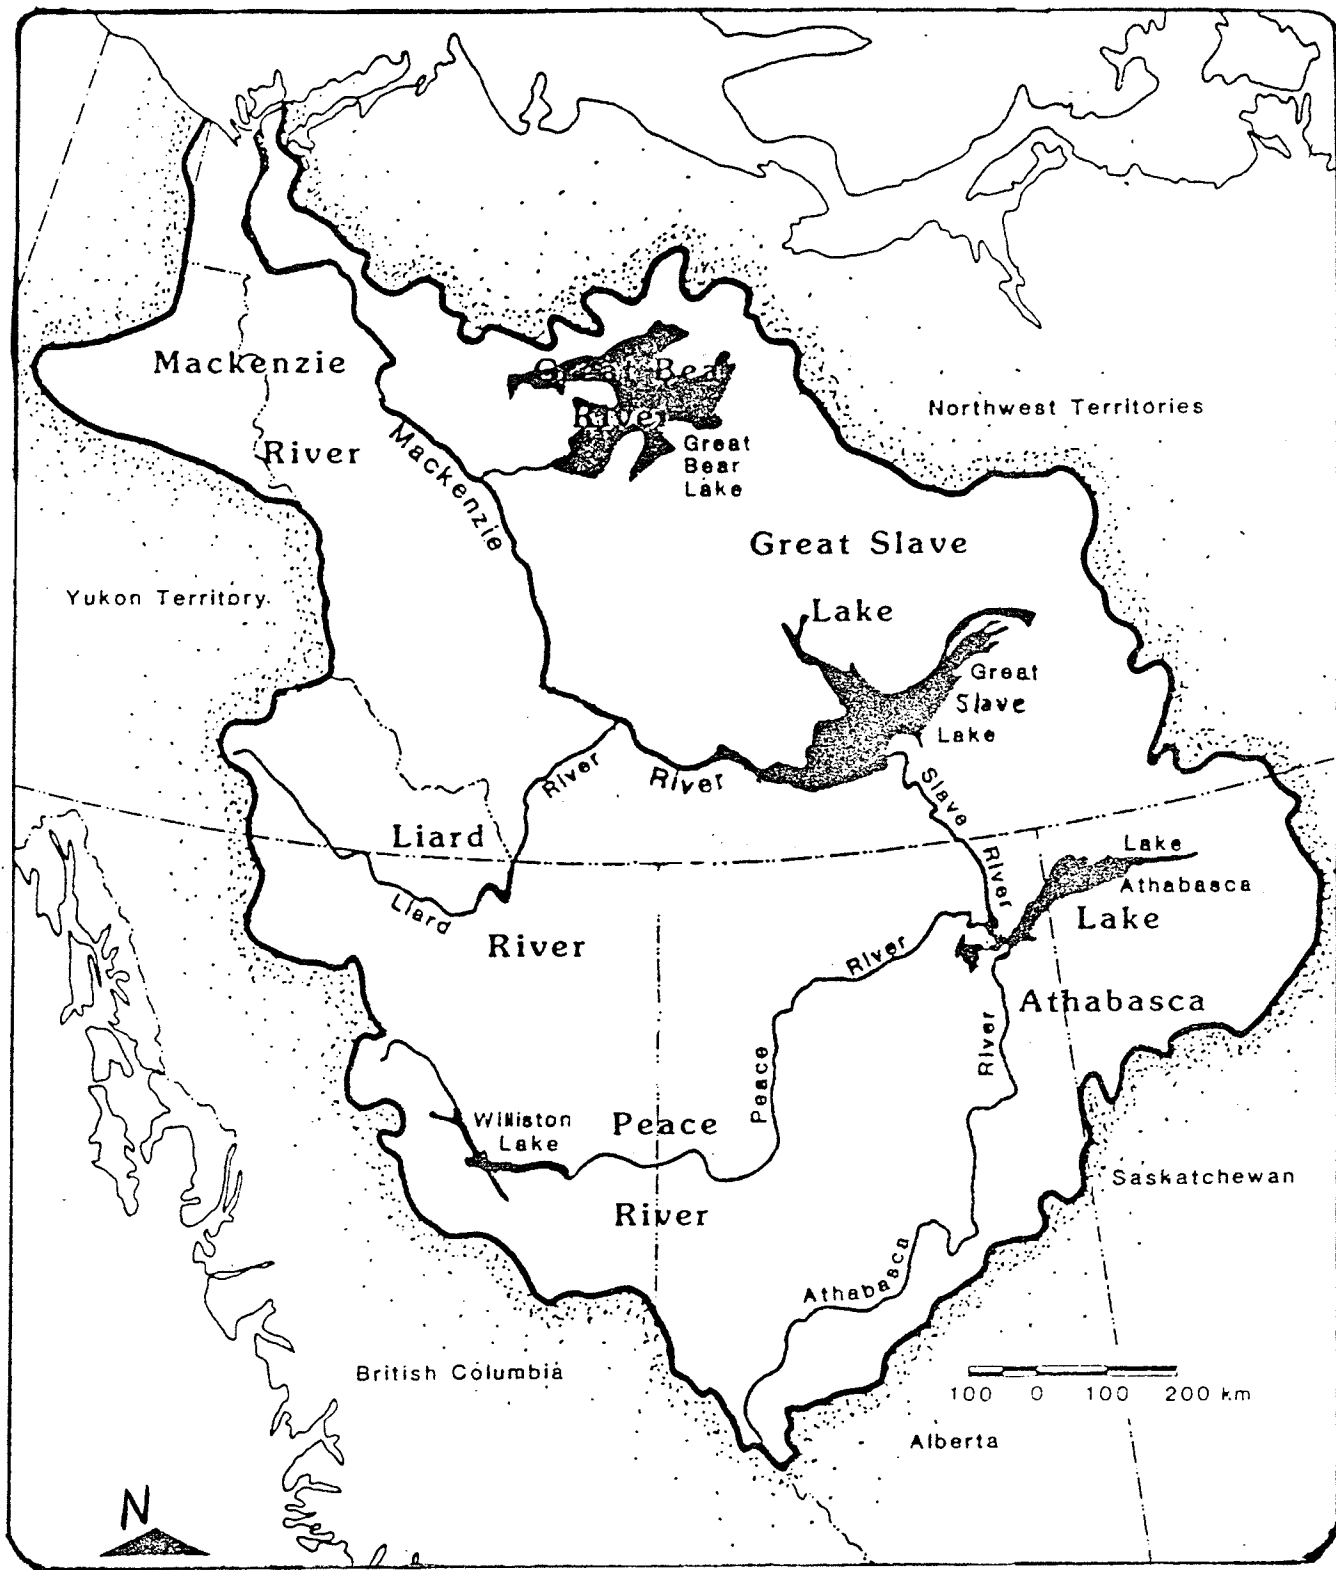 Mackenzie
River
Great Bear
River
Great
Bear
Lake
Mackenzie
River
Northwest Territories
Great Slave
Lake
Great
Slave
Lake
Yukon Territory
Slave
River
Liard
River
Liard
River
Lake
Athabasca
Lake
Athabasca
Peace
River
Athabasca
River
Williston
Lake
Peace
River
Saskatchewan
British Columbia
Alberta
100 0 100 200 km
N